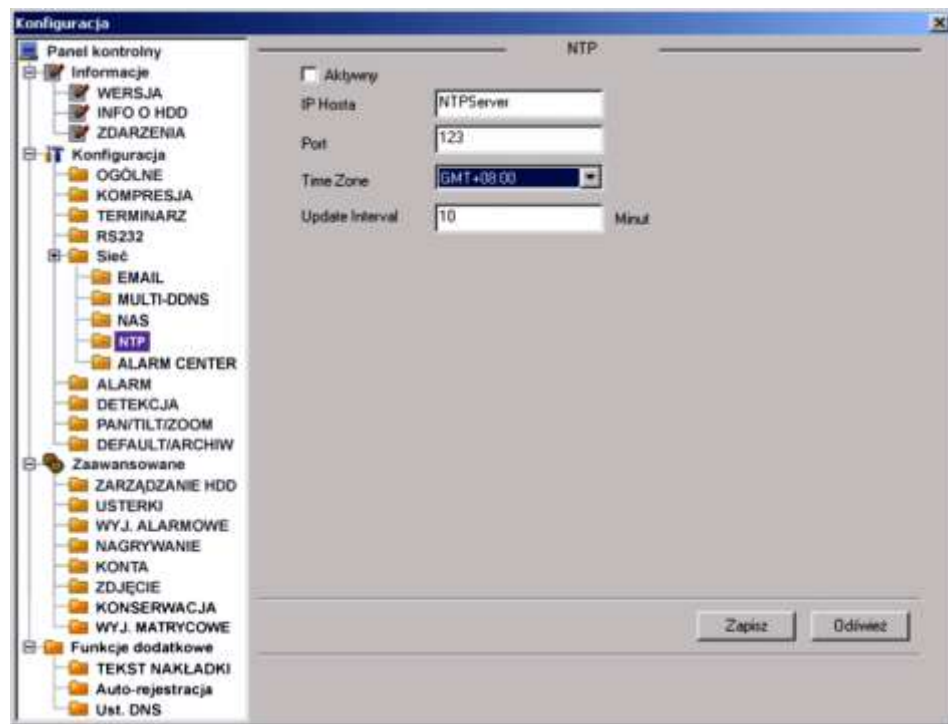 Konfiguracja
Panel kontrolny
Informacje
WERSJA
INFO O HDD
ZDARZENIA
Konfiguracja
OGÓLNE
KOMPRESJA
TERMINARZ
RS232
Sieć
EMAIL
MULTI-DDNS
NAS
NTP
ALARM CENTER
ALARM
DETEKCJA
PAN/TILT/ZOOM
DEFAULT/ARCHIW
Zaawansowane
ZARZĄDZANIE HDD
USTERKI
WYJ. ALARMOWE
NAGRYWANIE
KONTA
ZDJĘCIE
KONSERWACJA
WYJ. MATRYCOWE
Funkcje dodatkowe
TEKST NAKŁADKI
Auto-rejestracja
Ust. DNS
NTP
Aktywny
IP Hosta NTPServer
Port 123
Time Zone GMT+08:00
Update Interval 10 Minut
Zapisz Odśwież